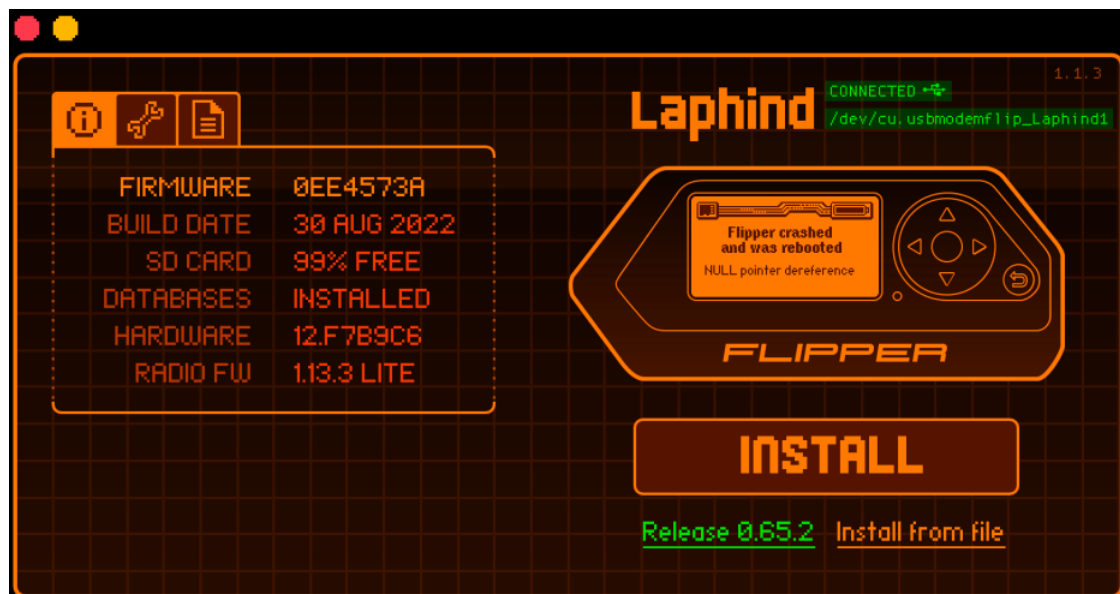 1.1.3
Laphind
CONNECTED
/dev/cu.usbmodemflip_Laphind1
FIRMWARE 0EE4573A
BUILD DATE 30 AUG 2022
SD CARD 99% FREE
DATABASES INSTALLED
HARDWARE 12.F7B9C6
RADIO FW 1.13.3 LITE
Flipper crashed
and was rebooted
NULL pointer dereference
FLIPPER
INSTALL
Release 0.65.2 Install from file